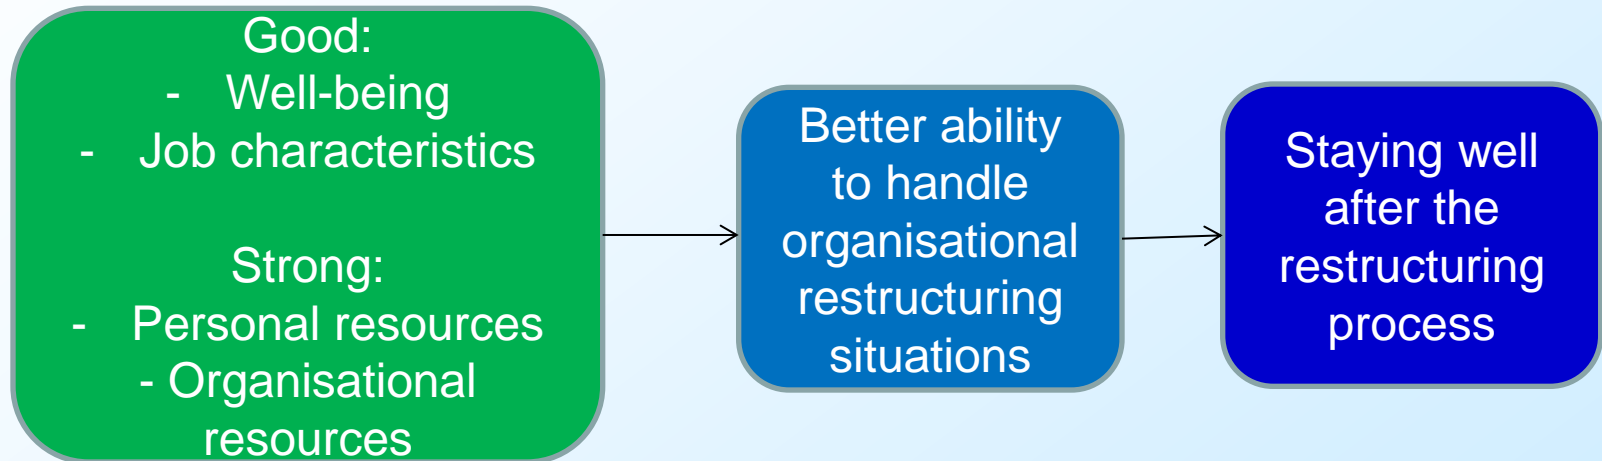 Good:
- Well-being
- Job characteristics
Strong:
- Personal resources
- Organisational
resources
Better ability
to handle
organisational
restructuring
situations
Staying well
after the
restructuring
process